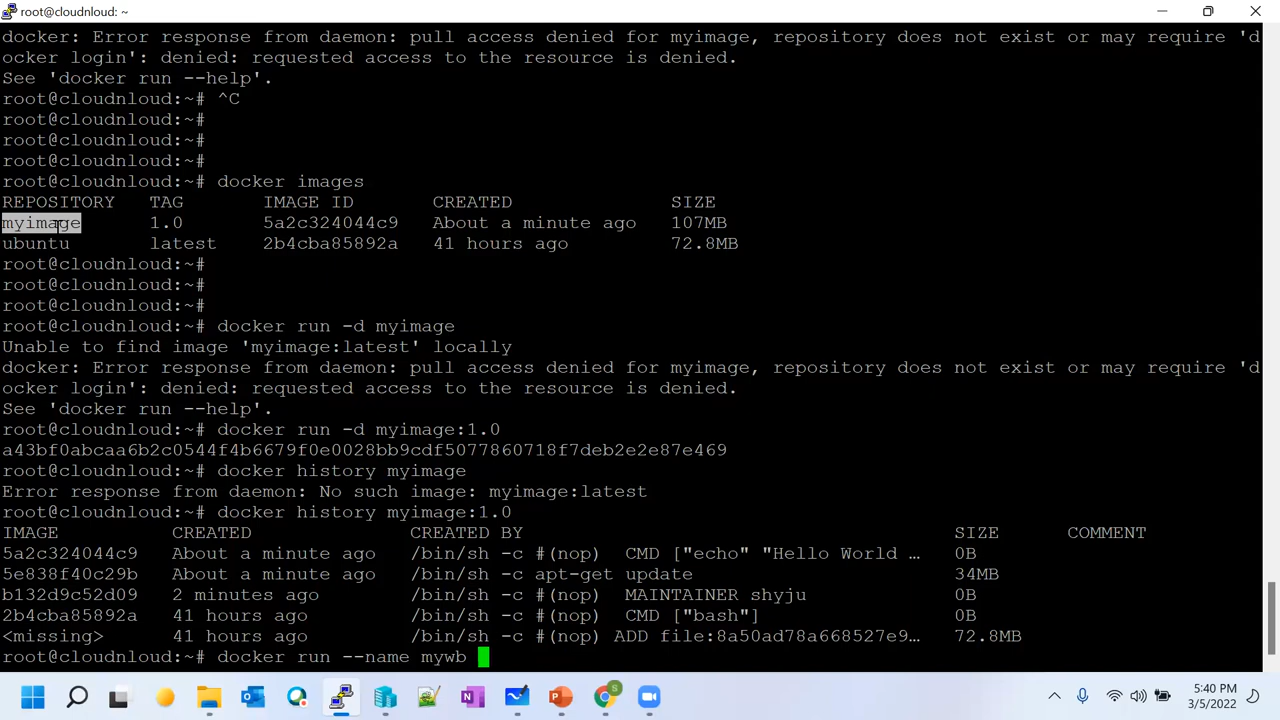 root@cloudnloud: ~
docker: Error response from daemon: pull access denied for myimage, repository does not exist or may require 'd
ocker login': denied: requested access to the resource is denied.
See 'docker run --help'.
root@cloudnloud:~# ^C
root@cloudnloud:~#
root@cloudnloud:~#
root@cloudnloud:~#
root@cloudnloud:~# docker images
REPOSITORY   TAG       IMAGE ID       CREATED              SIZE
myimage      1.0       5a2c324044c9   About a minute ago   107MB
ubuntu       latest    2b4cba85892a   41 hours ago         72.8MB
root@cloudnloud:~#
root@cloudnloud:~#
root@cloudnloud:~#
root@cloudnloud:~# docker run -d myimage
Unable to find image 'myimage:latest' locally
docker: Error response from daemon: pull access denied for myimage, repository does not exist or may require 'd
ocker login': denied: requested access to the resource is denied.
See 'docker run --help'.
root@cloudnloud:~# docker run -d myimage:1.0
a43bf0abcaa6b2c0544f4b6679f0e0028bb9cdf5077860718f7deb2e2e87e469
root@cloudnloud:~# docker history myimage
Error response from daemon: No such image: myimage:latest
root@cloudnloud:~# docker history myimage:1.0
IMAGE          CREATED              CREATED BY                                      SIZE      COMMENT
5a2c324044c9   About a minute ago   /bin/sh -c #(nop)  CMD ["echo" "Hello World …   0B
5e838f40c29b   About a minute ago   /bin/sh -c apt-get update                       34MB
b132d9c52d09   2 minutes ago        /bin/sh -c #(nop)  MAINTAINER shyju             0B
2b4cba85892a   41 hours ago         /bin/sh -c #(nop)  CMD ["bash"]                 0B
<missing>      41 hours ago         /bin/sh -c #(nop) ADD file:8a50ad78a668527e9…   72.8MB
root@cloudnloud:~# docker run --name mywb
5:40 PM
3/5/2022